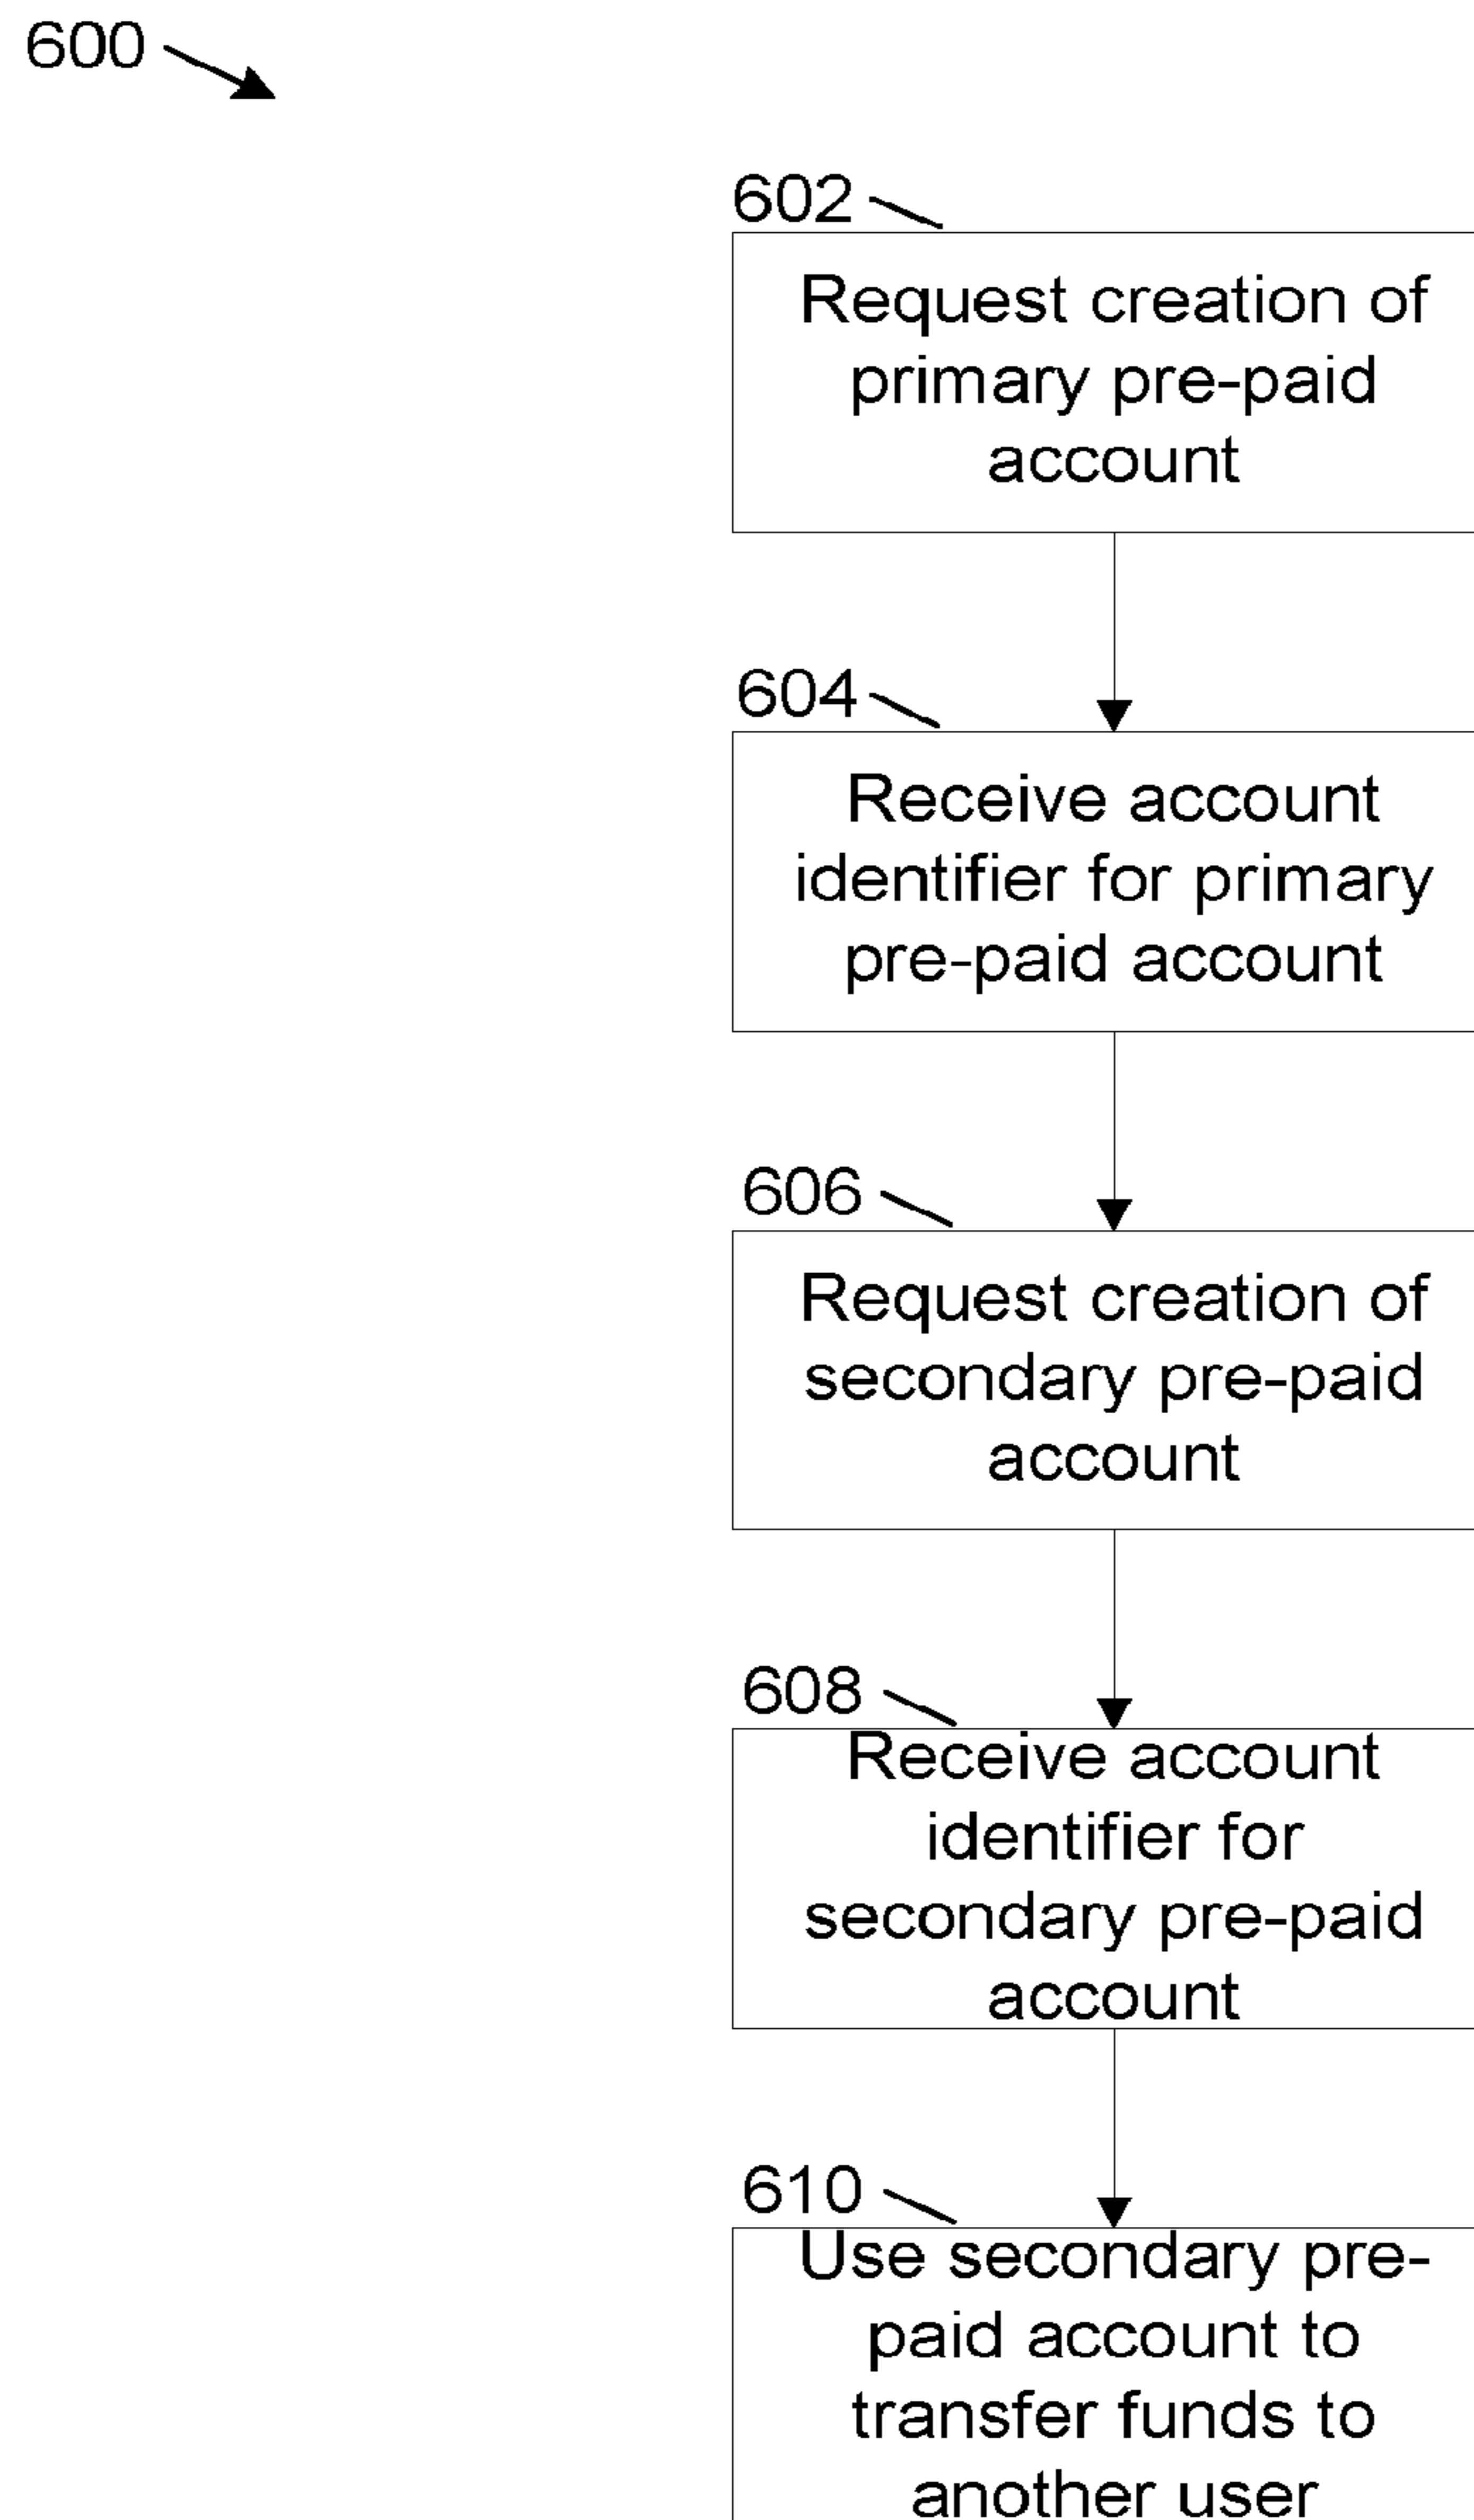 600
602
Request creation of
primary pre-paid
account
604
Receive account
identifier for primary
pre-paid account
606
Request creation of
secondary pre-paid
account
608
Receive account
identifier for
secondary pre-paid
account
610
Use secondary pre-
paid account to
transfer funds to
another user